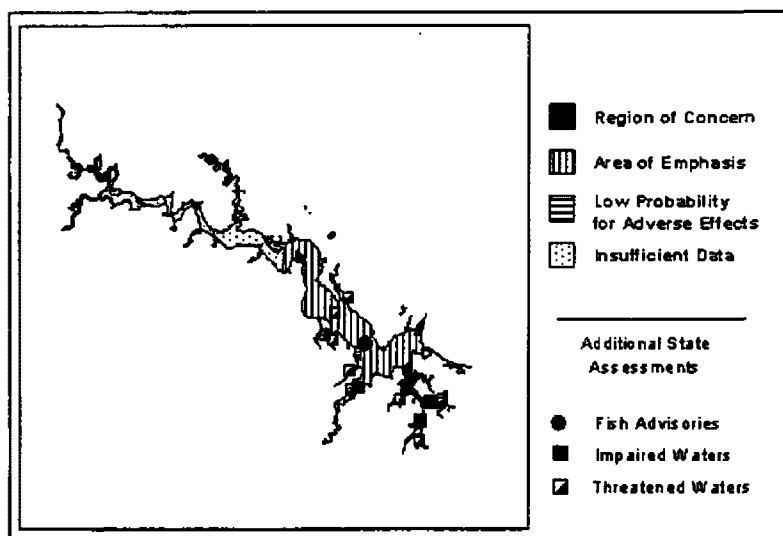 Region of Concern
Area of Emphasis
Low Probability
for Adverse Effects
Insufficient Data
Additional State
Assessments
Fish Advisories
Impaired Waters
Threatened Waters